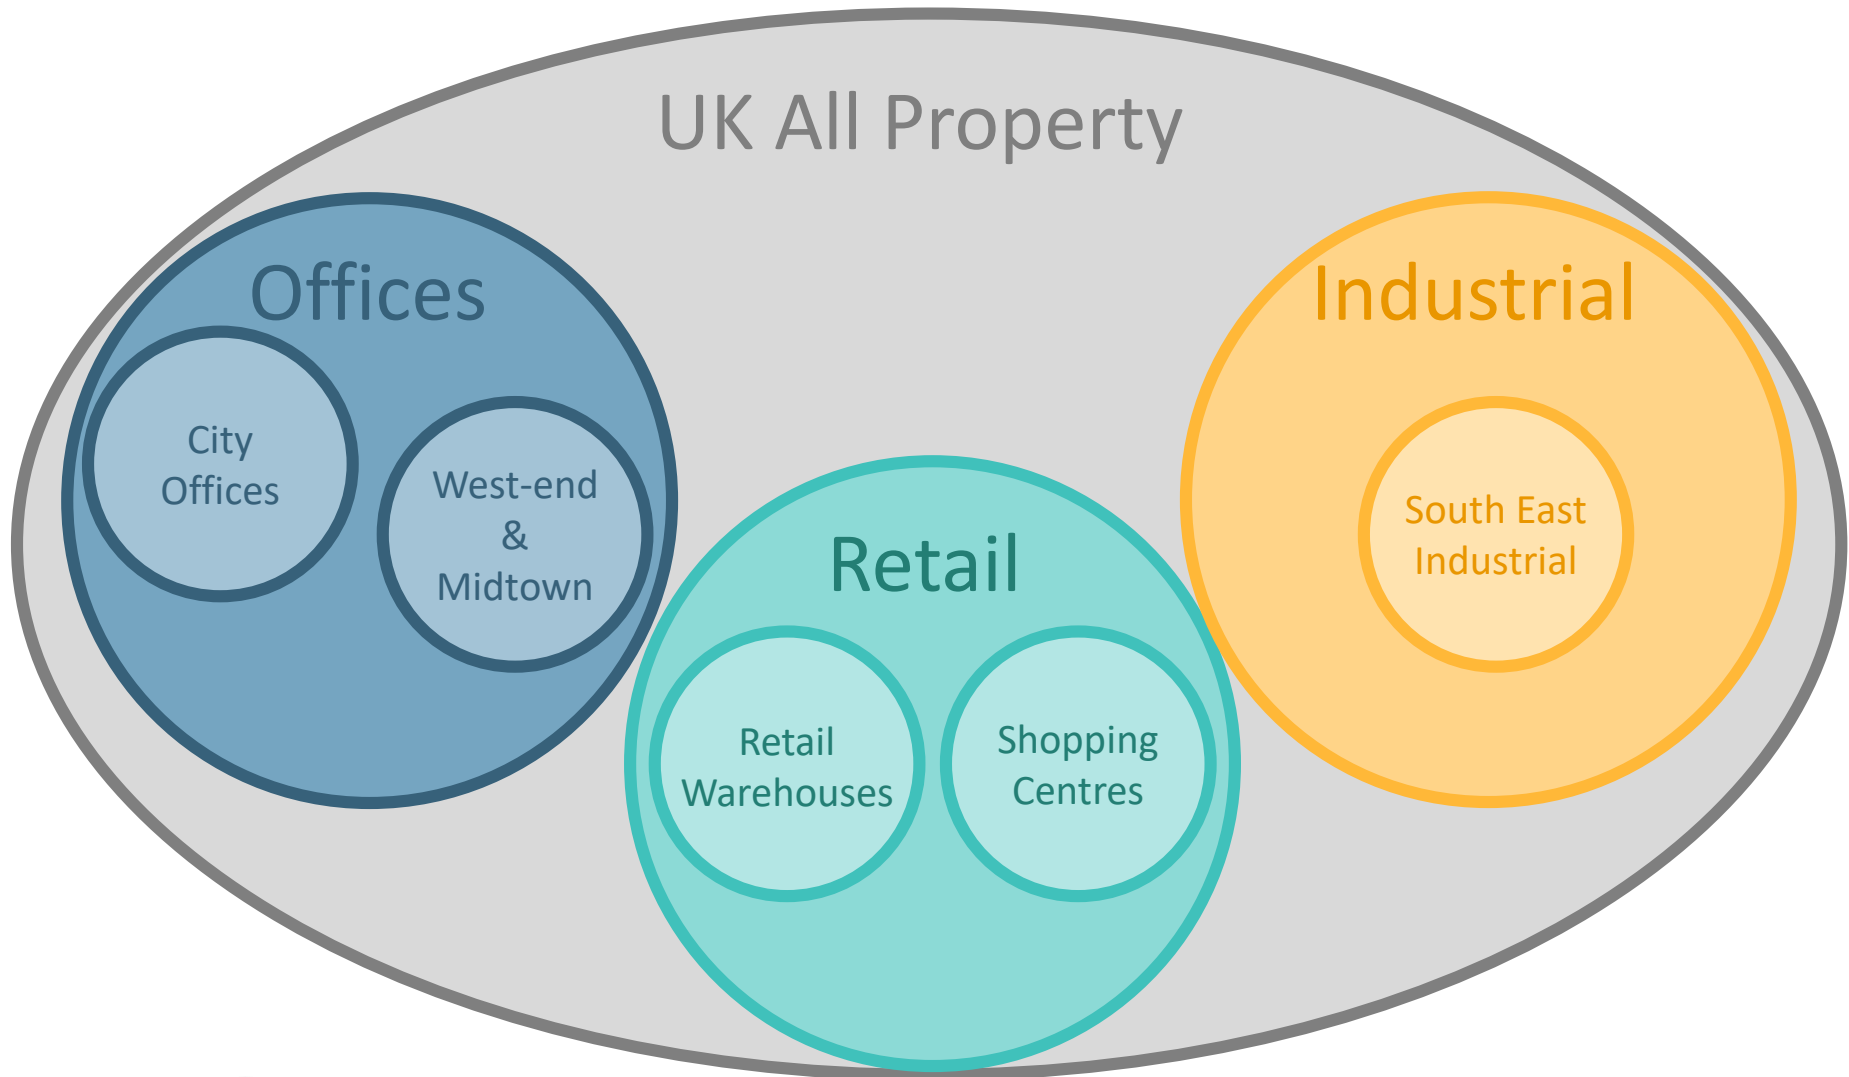 UK All Property
Offices
City
Offices
West-end
&
Midtown
Retail
Retail
Warehouses
Shopping
Centres
Industrial
South East
Industrial